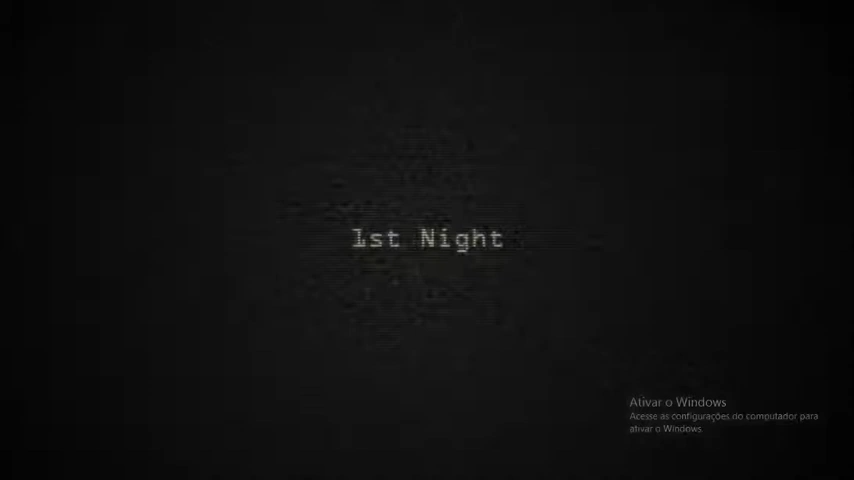 1st Night
Ativar o Windows
Acesse as configurações do computador para
ativar o Windows.